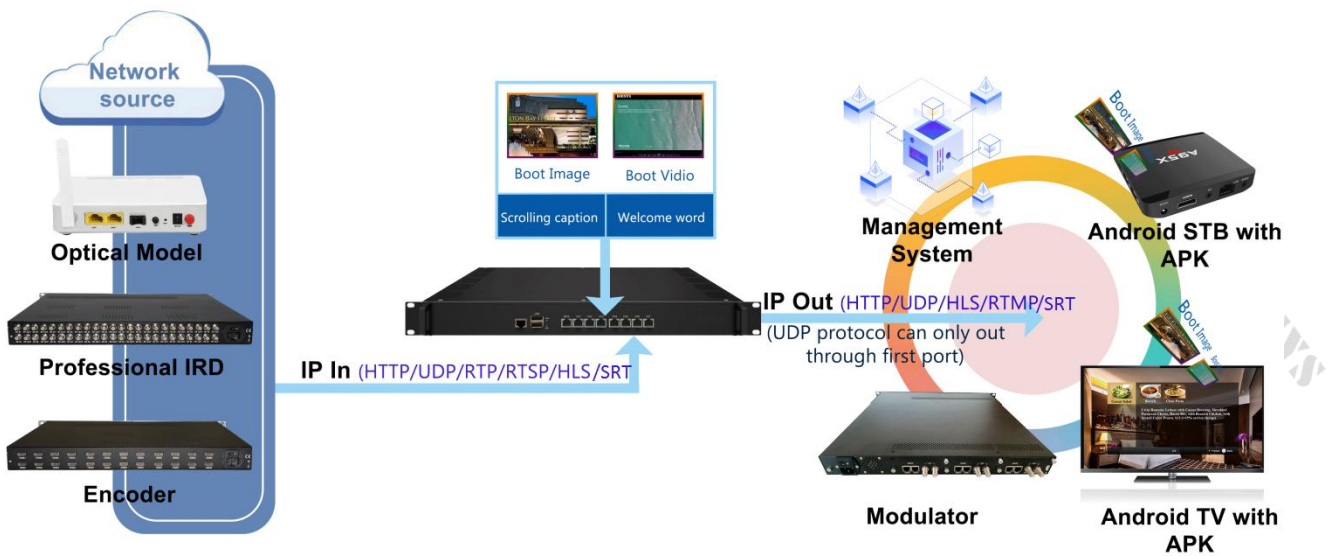 Network
source
Optical Model
Professional IRD
Encoder
IP In (HTTP/UDP/RTP/RTSP/HLS/SRT
Boot Image
Boot Vidio
Scrolling caption
Welcome word
IP Out (HTTP/UDP/HLS/RTMP/SRT
(UDP protocol can only out
through first port)
Management
System
Boot Image
A95X
Android STB with
APK
Boot Image
Modulator
Android TV with
APK